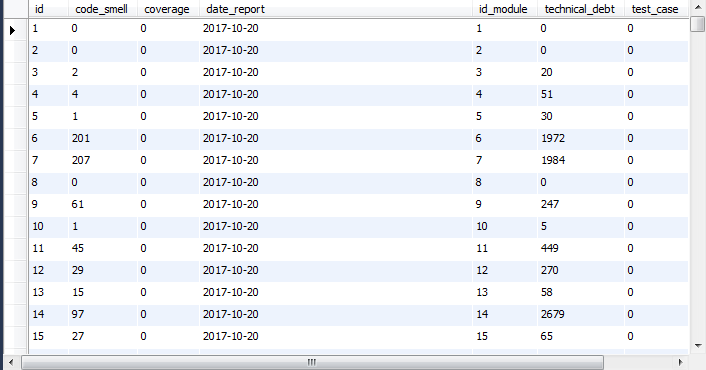 id code_smell coverage date_report id_module technical_debt test_case
1 0 0 2017-10-20 1 0 0
2 0 0 2017-10-20 2 0 0
3 2 0 2017-10-20 3 20 0
4 4 0 2017-10-20 4 51 0
5 1 0 2017-10-20 5 30 0
6 201 0 2017-10-20 6 1972 0
7 207 0 2017-10-20 7 1984 0
8 0 0 2017-10-20 8 0 0
9 61 0 2017-10-20 9 247 0
10 1 0 2017-10-20 10 5 0
11 45 0 2017-10-20 11 449 0
12 29 0 2017-10-20 12 270 0
13 15 0 2017-10-20 13 58 0
14 97 0 2017-10-20 14 2679 0
15 27 0 2017-10-20 15 65 0